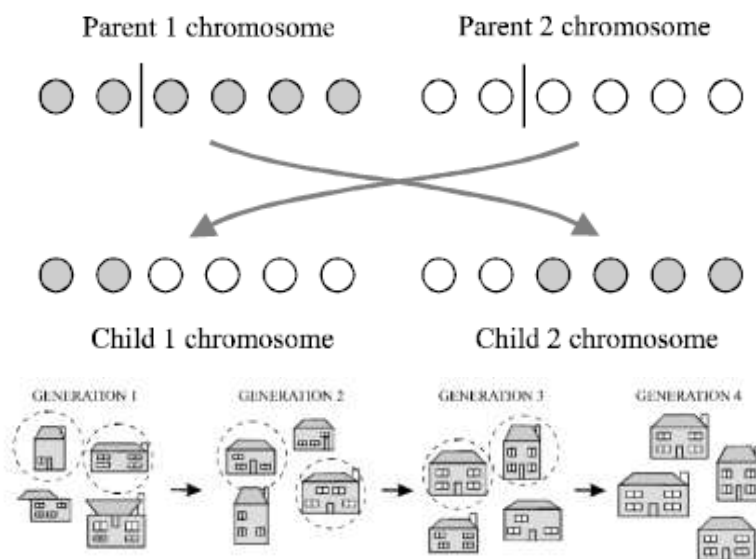 Parent 1 chromosome
Parent 2 chromosome
Child 1 chromosome
Child 2 chromosome
GENERATION 1
GENERATION 2
GENERATION 3
GENERATION 4